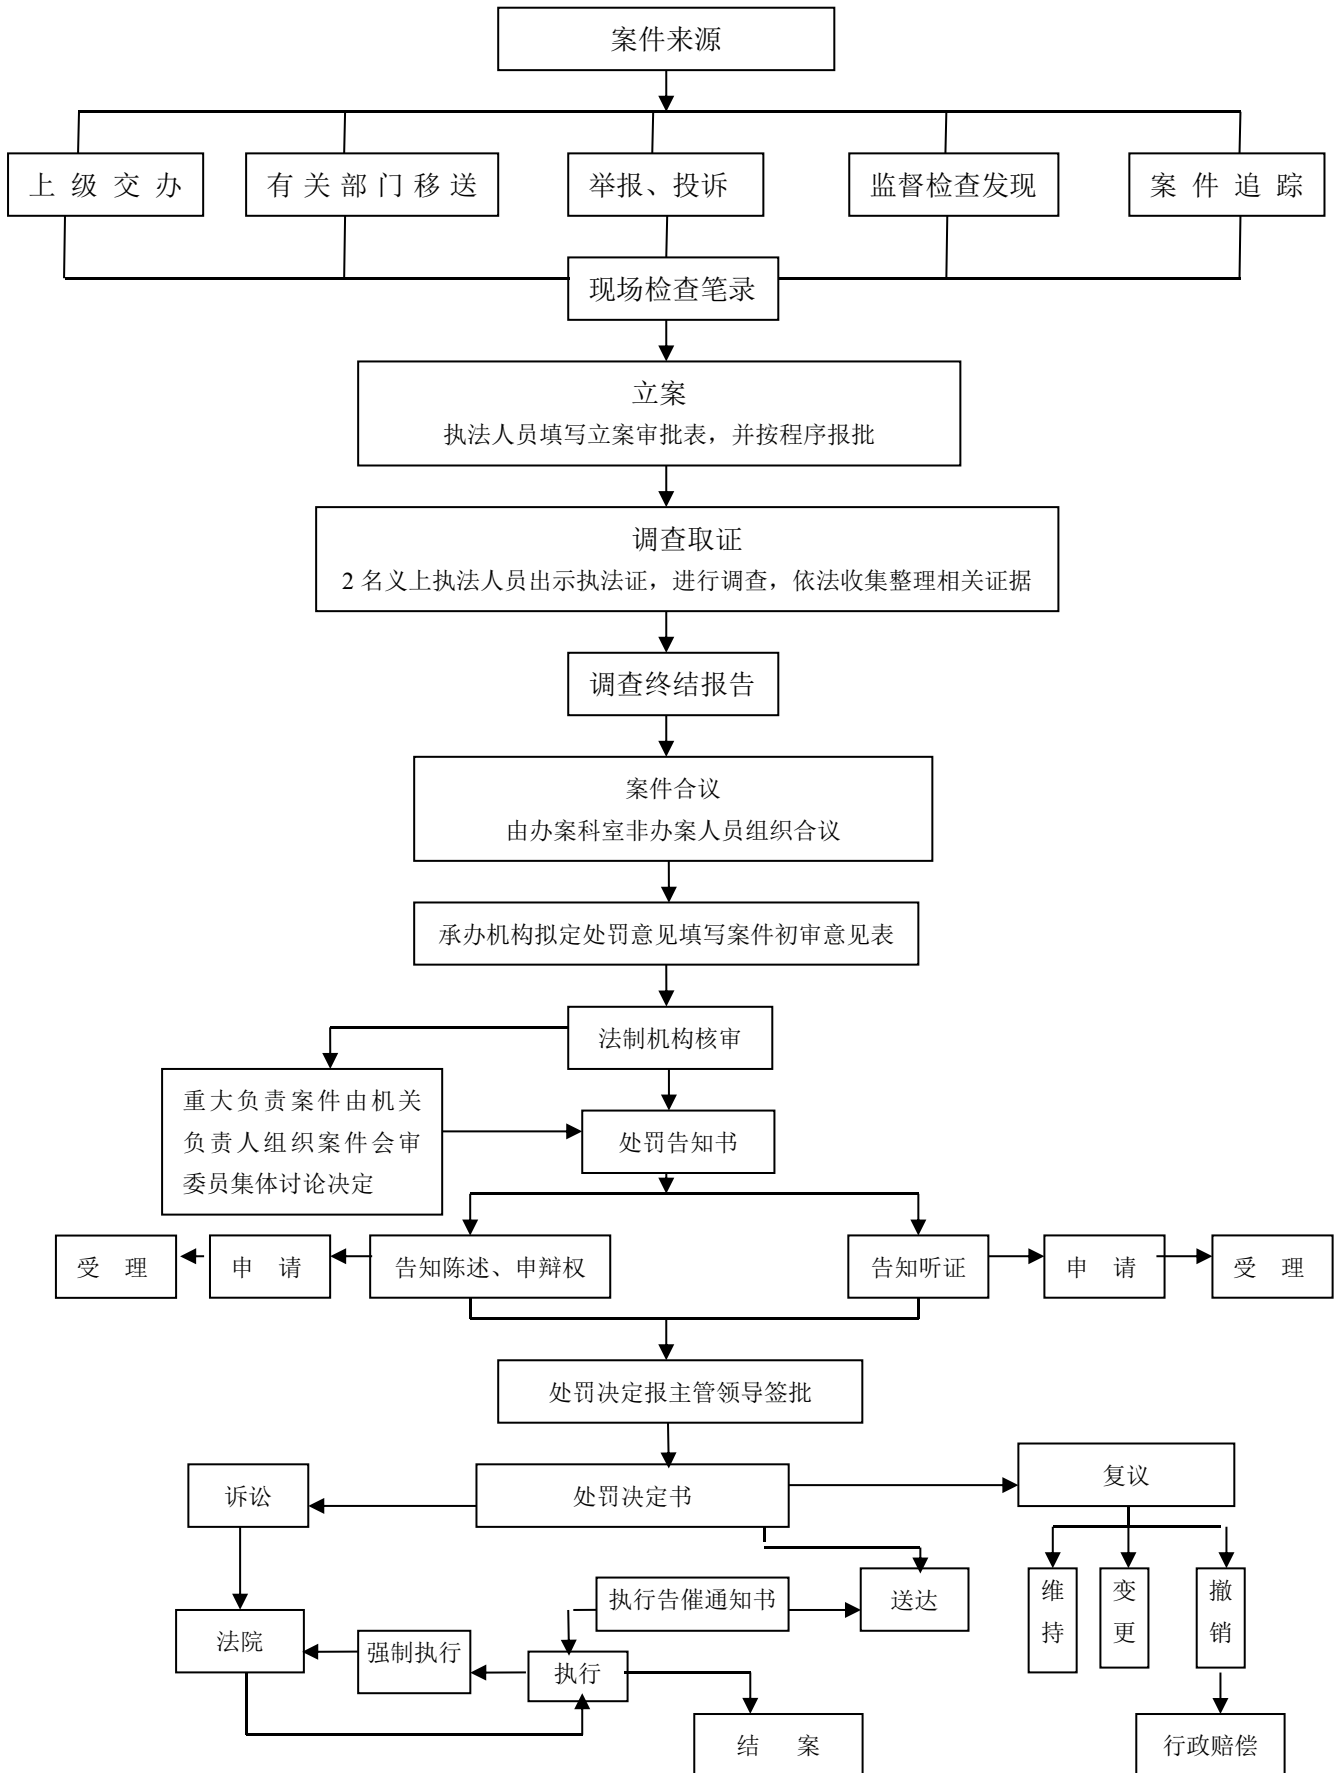 案件来源
上级交办
有关部门移送
举报、投诉
监督检查发现
案件追踪
现场检查笔录
立案
执法人员填写立案审批表，并按程序报批
调查取证
2 名义上执法人员出示执法证，进行调查，依法收集整理相关证据
调查终结报告
案件合议
由办案科室非办案人员组织合议
承办机构拟定处罚意见填写案件初审意见表
法制机构核审
重大负责案件由机关
负责人组织案件会审
委员集体讨论决定
处罚告知书
受 理
申 请
告知陈述、申辩权
告知听证
申 请
受 理
处罚决定报主管领导签批
诉讼
处罚决定书
复议
执行告催通知书
送达
维
持
变
更
撤
销
法院
强制执行
执行
结 案
行政赔偿